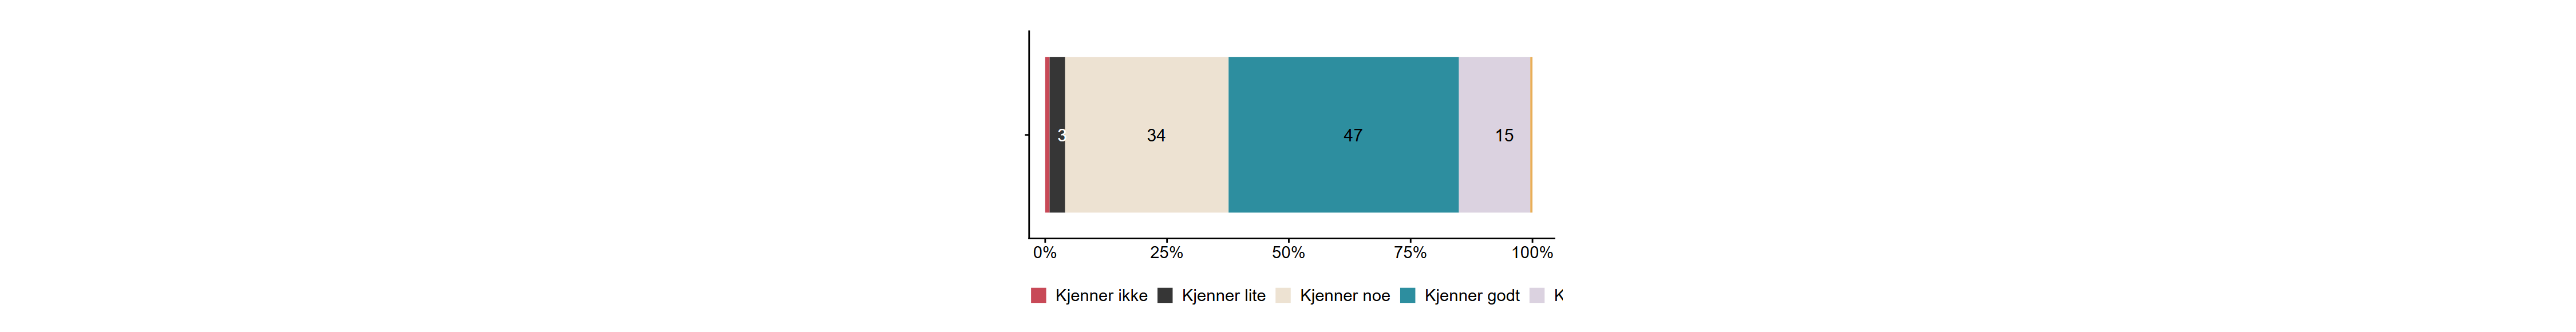 3 34 47 15
0% 25% 50% 75% 100%
Kjenner ikke Kjenner lite Kjenner noe Kjenner godt